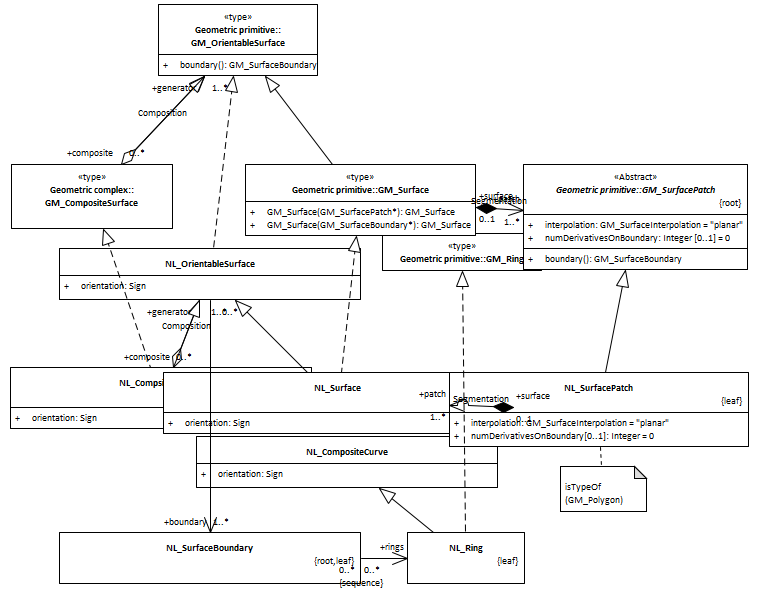 «type»
Geometric primitive::
GM_OrientableSurface
+ boundary(): GM_SurfaceBoundary
+generator 1..*
Composition
+composite 0..*
«type»
Geometric complex::
GM_CompositeSurface
«type»
Geometric primitive::GM_Surface
+ GM_Surface(GM_SurfacePatch*): GM_Surface
+ GM_Surface(GM_SurfaceBoundary*): GM_Surface
+surface
Segmentation
0..1 1..*
«Abstract»
Geometric primitive::GM_SurfacePatch
{root}
+ interpolation: GM_SurfaceInterpolation = "planar"
+ numDerivativesOnBoundary: Integer [0..1] = 0
+ boundary(): GM_SurfaceBoundary
«type»
Geometric primitive::GM_Ring
NL_OrientableSurface
+ orientation: Sign
+generator 1..*
Composition
+composite 0..*
NL_Composi
+ orientation: Sign
NL_Surface
+ orientation: Sign
+patch
1..*
Segmentation
+surface
0..1
NL_SurfacePatch
{leaf}
+ interpolation: GM_SurfaceInterpolation = "planar"
+ numDerivativesOnBoundary[0..1]: Integer = 0
NL_CompositeCurve
+ orientation: Sign
isTypeOf
{GM_Polygon}
+boundary 1..*
NL_SurfaceBoundary
{root,leaf}
+rings
0..* 0..*
{sequence}
NL_Ring
{leaf}